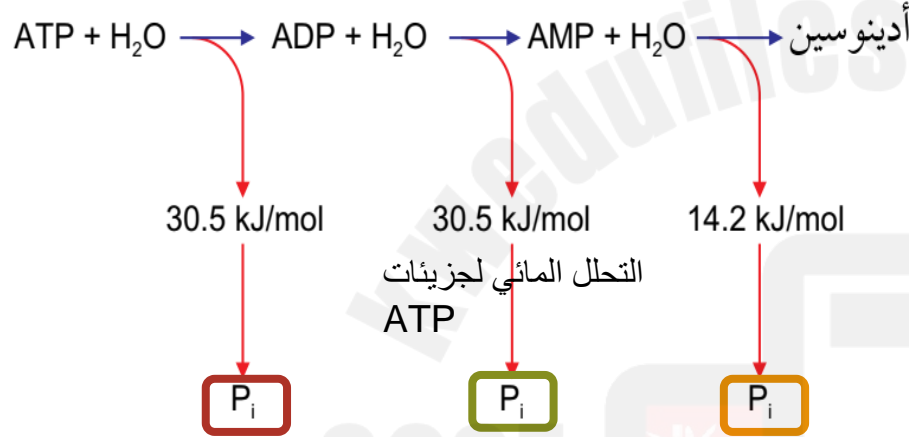 ATP + H₂O → ADP + H₂O → AMP + H₂O → أدينوسين
30.5 kJ/mol 30.5 kJ/mol 14.2 kJ/mol
التحلل المائي لجزيئات
ATP
Pᵢ Pᵢ Pᵢ